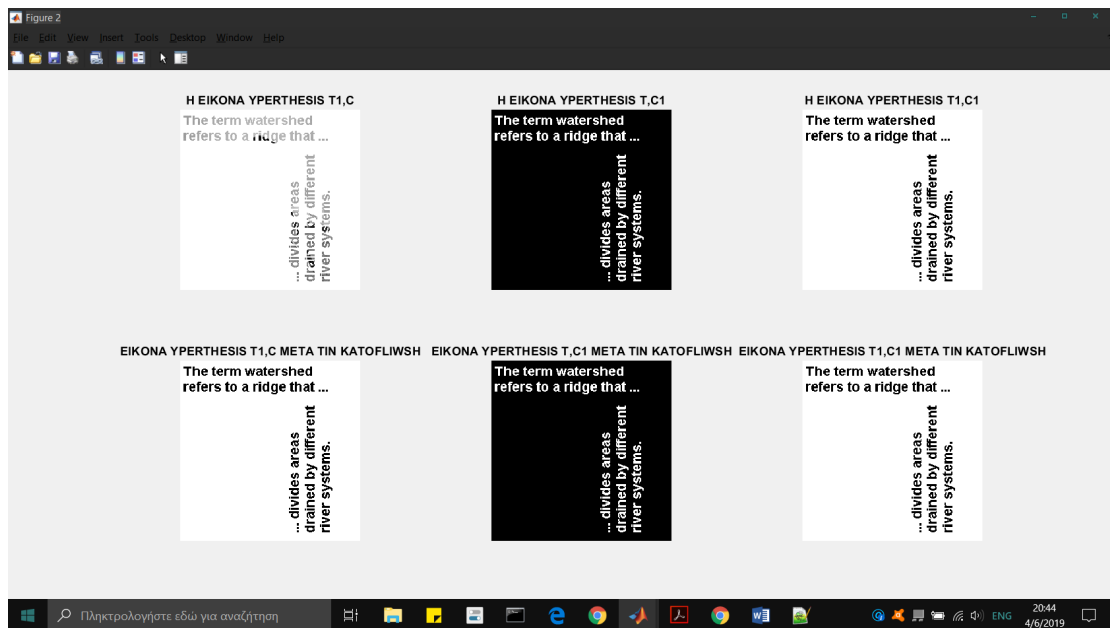 Figure 2
File Edit View Insert Tools Desktop Window Help
H EIKONA YPERTHESIS T1,C
The term watershed
refers to a ridge that ...
... divides areas
drained by different
river systems.
H EIKONA YPERTHESIS T,C1
The term watershed
refers to a ridge that ...
... divides areas
drained by different
river systems.
H EIKONA YPERTHESIS T1,C1
The term watershed
refers to a ridge that ...
... divides areas
drained by different
river systems.
EIKONA YPERTHESIS T1,C META TIN KATOFLIWSH
The term watershed
refers to a ridge that ...
... divides areas
drained by different
river systems.
EIKONA YPERTHESIS T,C1 META TIN KATOFLIWSH
The term watershed
refers to a ridge that ...
... divides areas
drained by different
river systems.
EIKONA YPERTHESIS T1,C1 META TIN KATOFLIWSH
The term watershed
refers to a ridge that ...
... divides areas
drained by different
river systems.
Πληκτρολογήστε εδώ για αναζήτηση
ENG
20:44
4/6/2019